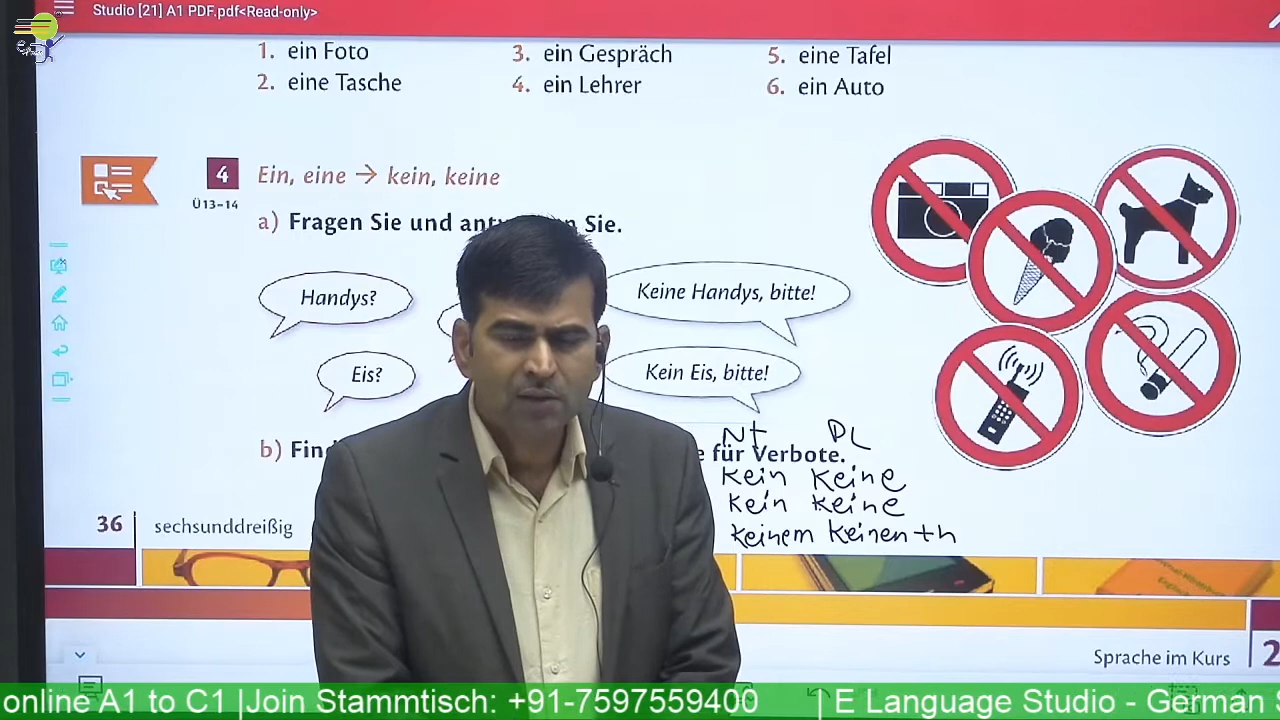 Studio [21] A1 PDF.pdf<Read-only>
1. ein Foto
2. eine Tasche
3. ein Gespräch
4. ein Lehrer
5. eine Tafel
6. ein Auto
4
Ü13–14
Ein, eine → kein, keine
a) Fragen Sie und Sie.
Handys?
Keine Handys, bitte!
Eis?
Kein Eis, bitte!
b) für Verbote.
Nt PL
Kein Keine
Kein Keine
Keinem Keinen+n
36
sechsunddreißig
Sprache im Kurs
2
online A1 to C1 |Join Stammtisch: +91-7597559400 | E Language Studio - German S